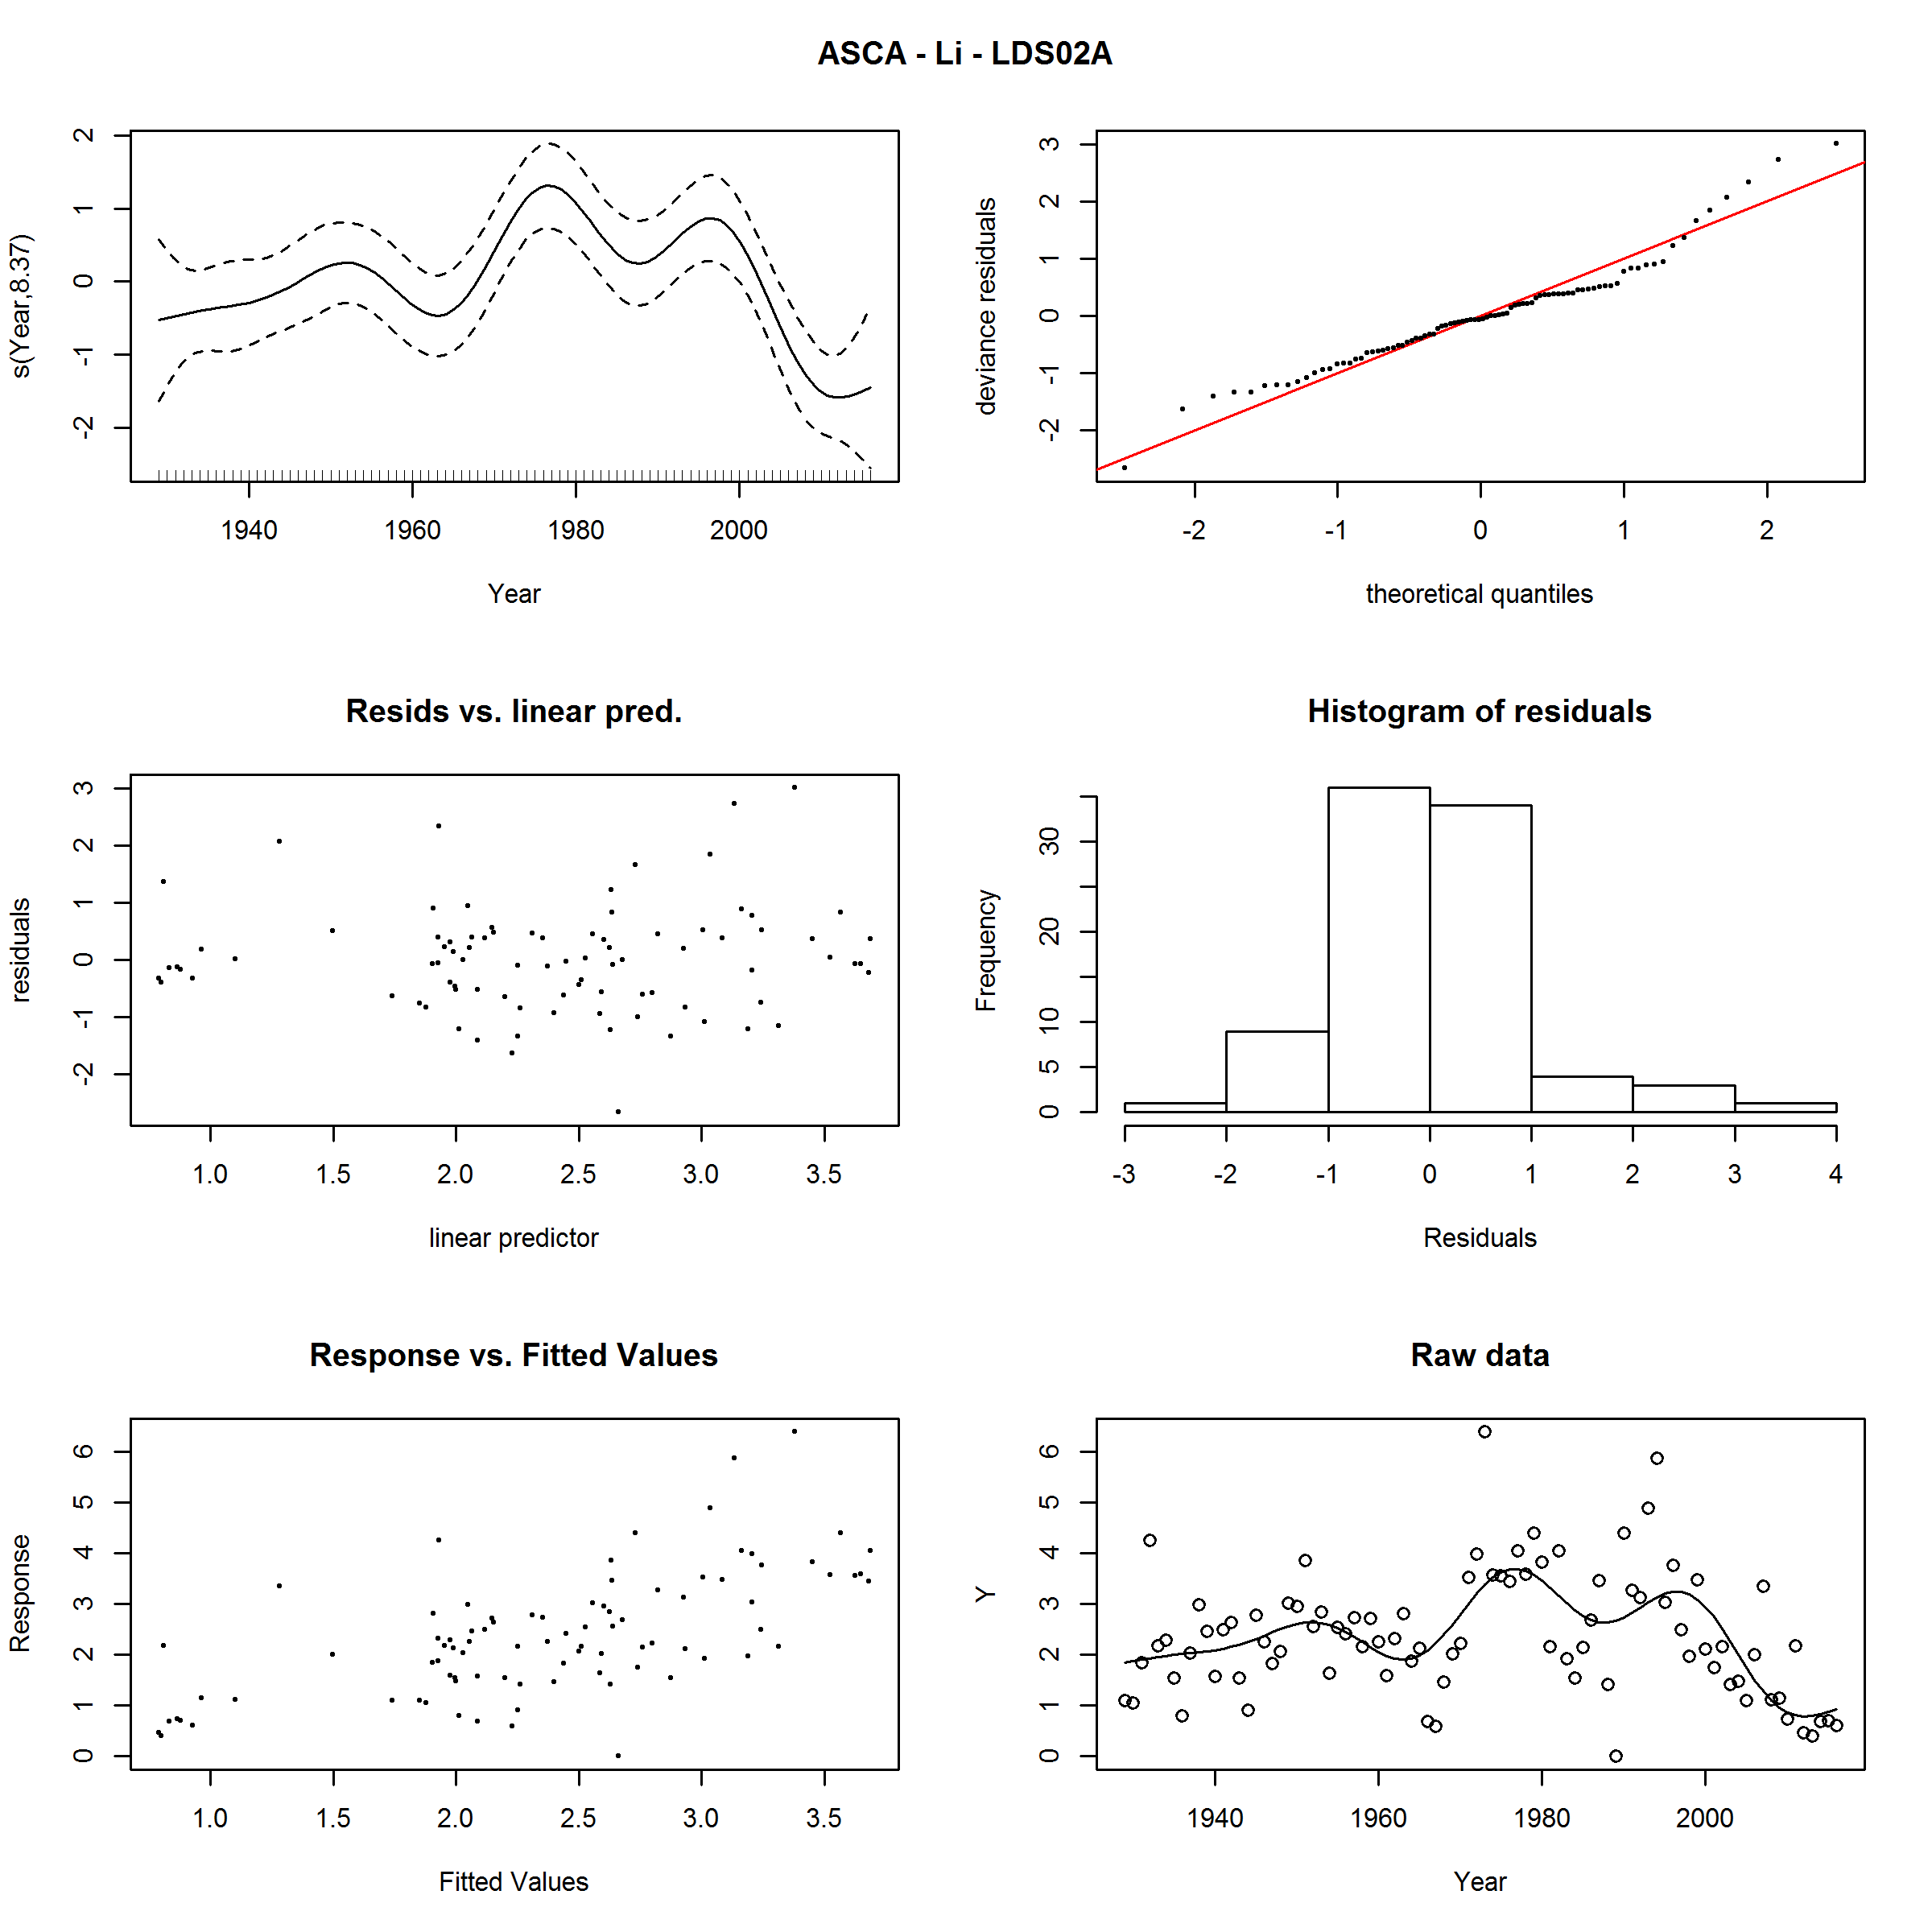 ASCA - Li - LDS02A
s(Year,8.37)
2
1
0
-1
-2
1940 1960 1980 2000
Year
deviance residuals
3
2
1
0
-1
-2
-2 -1 0 1 2
theoretical quantiles
Resids vs. linear pred.
residuals
3
2
1
0
-1
-2
1.0 1.5 2.0 2.5 3.0 3.5
linear predictor
Histogram of residuals
Frequency
30
20
10
5
0
-3 -2 -1 0 1 2 3 4
Residuals
Response vs. Fitted Values
Response
6
5
4
3
2
1
0
1.0 1.5 2.0 2.5 3.0 3.5
Fitted Values
Raw data
Y
6
5
4
3
2
1
0
1940 1960 1980 2000
Year